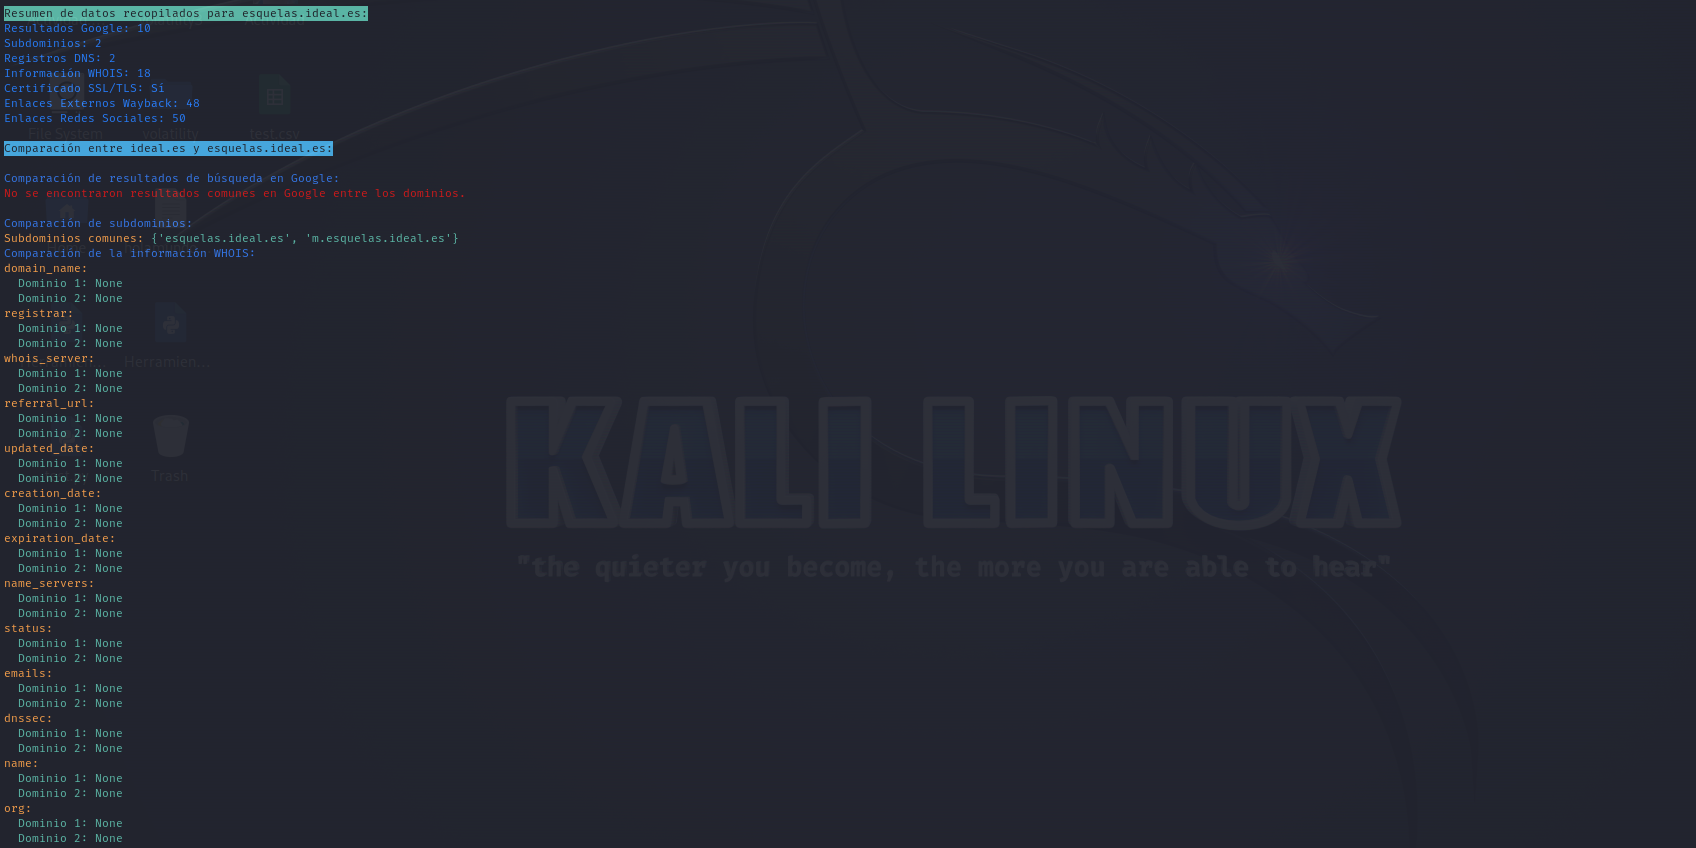 Resumen de datos recopilados para esquelas.ideal.es:
Resultados Google: 10
Subdominios: 2
Registros DNS: 2
Información WHOIS: 18
Certificado SSL/TLS: Sí
Enlaces Externos Wayback: 48
Enlaces Redes Sociales: 50
File System
volatility
test.csv
Comparación entre ideal.es y esquelas.ideal.es:
Comparación de resultados de búsqueda en Google:
No se encontraron resultados comunes en Google entre los dominios.
Comparación de subdominios:
Subdominios comunes: {'esquelas.ideal.es', 'm.esquelas.ideal.es'}
Comparación de la información WHOIS:
domain_name:
  Dominio 1: None
  Dominio 2: None
registrar:
  Dominio 1: None
  Dominio 2: None
whois_server:
Herramien...
  Dominio 1: None
  Dominio 2: None
referral_url:
  Dominio 1: None
  Dominio 2: None
updated_date:
  Dominio 1: None
  Dominio 2: None
Trash
creation_date:
  Dominio 1: None
  Dominio 2: None
expiration_date:
  Dominio 1: None
  Dominio 2: None
name_servers:
  Dominio 1: None
  Dominio 2: None
status:
  Dominio 1: None
  Dominio 2: None
emails:
  Dominio 1: None
  Dominio 2: None
dnssec:
  Dominio 1: None
  Dominio 2: None
name:
  Dominio 1: None
  Dominio 2: None
org:
  Dominio 1: None
  Dominio 2: None
KALI LINUX
"the quieter you become, the more you are able to hear"